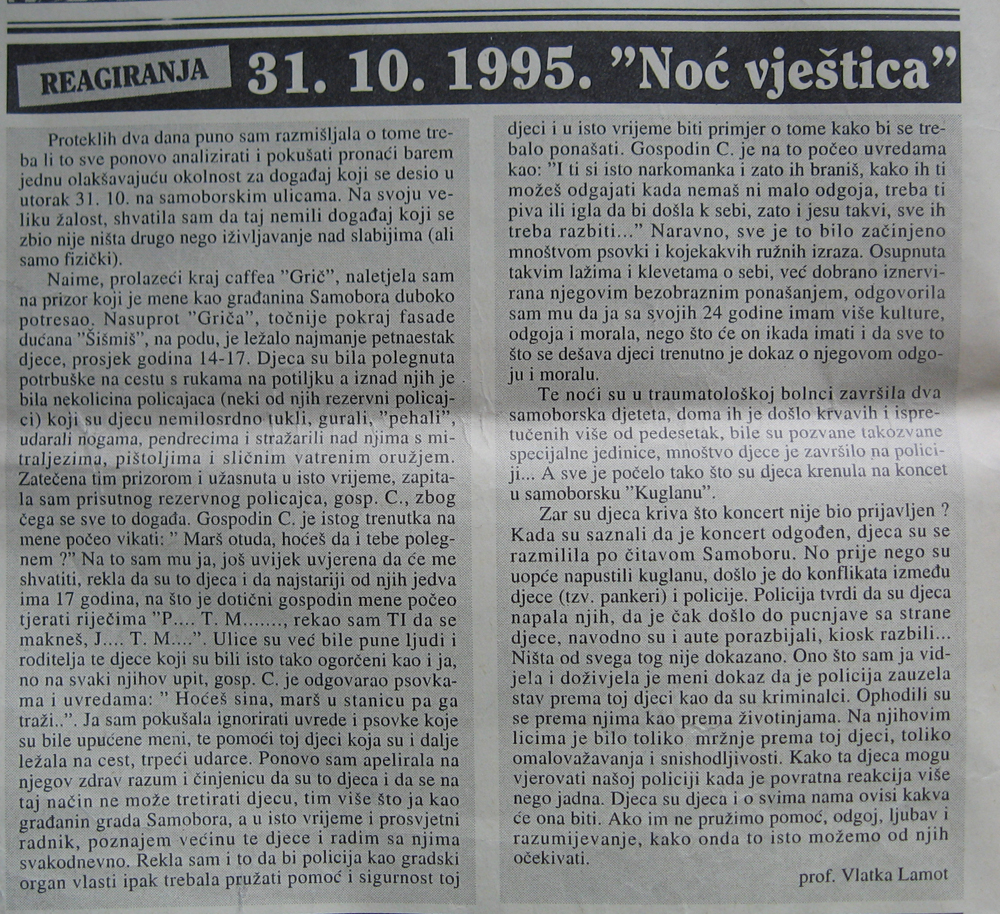 REAGIRANJA
31. 10. 1995. ”Noć vještica”
Proteklih dva dana puno sam razmišljala o tome tre-
ba li to sve ponovo analizirati i pokušati pronaći barem
jednu olakšavajuću okolnost za događaj koji se desio u
utorak 31. 10. na samoborskim ulicama. Na svoju ve-
liku žalost, shvatila sam da taj nemili događaj koji se
zbio nije ništa drugo nego iživljavanje nad slabijima (ali
samo fizički).
Naime, prolazeći kraj caffea ”Grič”, naletjela sam
na prizor koji je mene kao građanina Samobora duboko
potresao. Nasuprot ”Griča”, točnije pokraj fasade
dućana ”Šišmiš”, na podu, je ležalo najmanje petnaestak
djece, prosjek godina 14-17. Djeca su bila polegnuta
potrbuške na cestu s rukama na potiljku a iznad njih je
bila nekolicina policajaca (neki od njih rezervni policaj-
ci) koji su djecu nemilosrdno tukli, gurali, ”pehali”,
udarali nogama, pendrecima i stražarili nad njima s mi-
traljezima, pištoljima i sličnim vatrenim oružjem.
Zatečena tim prizorom i užasnuta u isto vrijeme, zapita-
la sam prisutnog rezervnog policajca, gosp. C., zbog
čega se sve to događa. Gospodin C. je istog trenutka na
mene počeo vikati: ” Marš otuda, hoćeš da i tebe poleg-
nem ?” Na to sam mu ja, još uvijek uvjerena da će me
shvatiti, rekla da su to djeca i da najstariji od njih jedva
ima 17 godina, na što je dotični gospodin mene počeo
tjerati riječima ”P.... T. M......., rekao sam TI da se
makneš, J.... T. M....”. Ulice su već bile pune ljudi i
roditelja te djece koji su bili isto tako ogorčeni kao i ja,
no na svaki njihov upit, gosp. C. je odgovarao psovka-
ma i uvredama: ” Hoćeš sina, marš u stanicu pa ga
traži..”. Ja sam pokušala ignorirati uvrede i psovke koje
su bile upućene meni, te pomoći toj djeci koja su i dalje
ležala na cest, trpeći udarce. Ponovo sam apelirala na
njegov zdrav razum i činjenicu da su to djeca i da se na
taj način ne može tretirati djecu, tim više što ja kao
građanin grada Samobora, a u isto vrijeme i prosvjetni
radnik, poznajem većinu te djece i radim sa njima
svakodnevno. Rekla sam i to da bi policija kao gradski
organ vlasti ipak trebala pružati pomoć i sigurnost toj
djeci i u isto vrijeme biti primjer o tome kako bi se tre-
balo ponašati. Gospodin C. je na to počeo uvredama
kao: ”I ti si isto narkomanka i zato ih braniš, kako ih ti
možeš odgajati kada nemaš ni malo odgoja, treba ti
piva ili igla da bi došla k sebi, zato i jesu takvi, sve ih
treba razbiti...” Naravno, sve je to bilo začinjeno
mnoštvom psovki i kojekakvih ružnih izraza. Osupnuta
takvim lažima i klevetama o sebi, već dobrano iznervi-
rana njegovim bezobraznim ponašanjem, odgovorila
sam mu da ja sa svojih 24 godine imam više kulture,
odgoja i morala, nego što će on ikada imati i da sve to
što se dešava djeci trenutno je dokaz o njegovom odgo-
ju i moralu.
Te noći su u traumatološkoj bolnci završila dva
samoborska djeteta, doma ih je došlo krvavih i ispre-
tučenih više od pedesetak, bile su pozvane takozvane
specijalne jedinice, mnoštvo djece je završilo na polici-
ji... A sve je počelo tako što su djeca krenula na koncet
u samoborsku ”Kuglanu”.
Zar su djeca kriva što koncert nije bio prijavljen ?
Kada su saznali da je koncert odgođen, djeca su se
razmilila po čitavom Samoboru. No prije nego su
uopće napustili kuglanu, došlo je do konflikata između
djece (tzv. pankeri) i policije. Policija tvrdi da su djeca
napala njih, da je čak došlo do pucnjave sa strane
djece, navodno su i aute porazbijali, kiosk razbili...
Ništa od svega tog nije dokazano. Ono što sam ja vid-
jela i doživjela je meni dokaz da je policija zauzela
stav prema toj djeci kao da su kriminalci. Ophodili su
se prema njima kao prema životinjama. Na njihovim
licima je bilo toliko mržnje prema toj djeci, toliko
omalovažavanja i snishodljivosti. Kako ta djeca mogu
vjerovati našoj policiji kada je povratna reakcija više
nego jadna. Djeca su djeca i o svima nama ovisi kakva
će ona biti. Ako im ne pružimo pomoć, odgoj, ljubav i
razumijevanje, kako onda to isto možemo od njih
očekivati.
prof. Vlatka Lamot